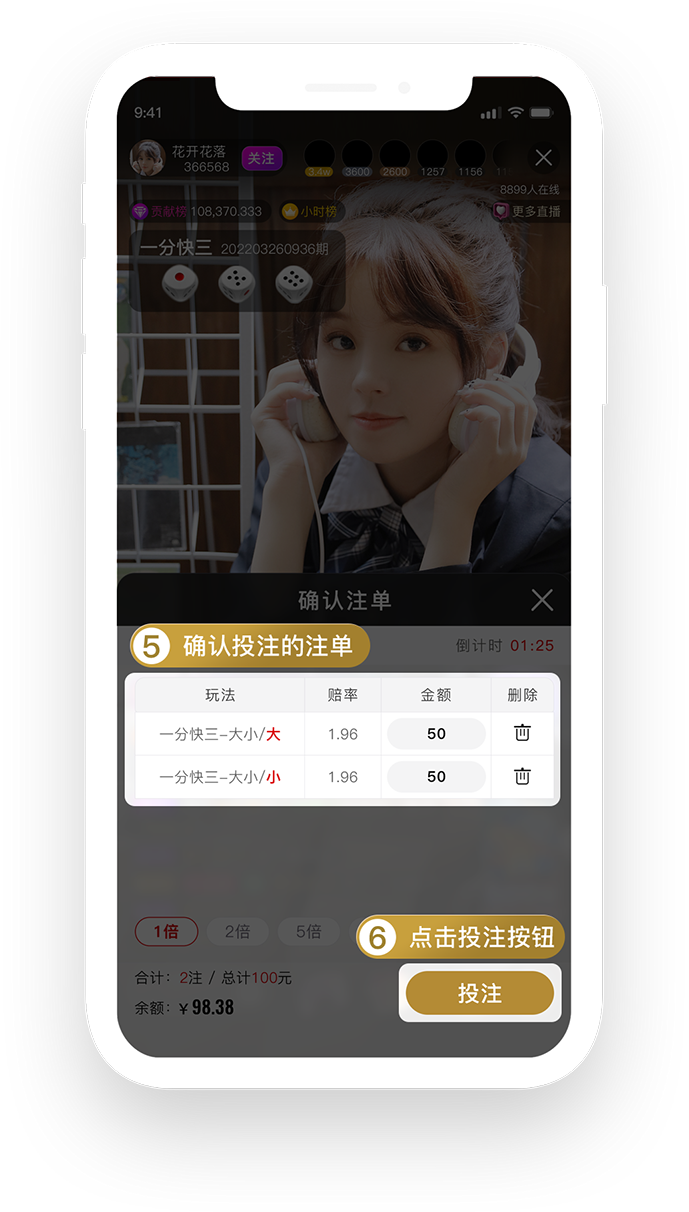 9:41
花开花落
366568
关注
3.4w 3600 2600 1257 1156
8899人在线
贡献榜 108,370.333
小时榜
更多直播
一分快三 202203260936期
确认注单
5 确认投注的注单
倒计时 01:25
玩法 赔率 金额 删除
一分快三-大小/大 1.96 50
一分快三-大小/小 1.96 50
1倍 2倍 5倍
6 点击投注按钮
合计：2注 / 总计100元
余额：¥ 98.38
投注